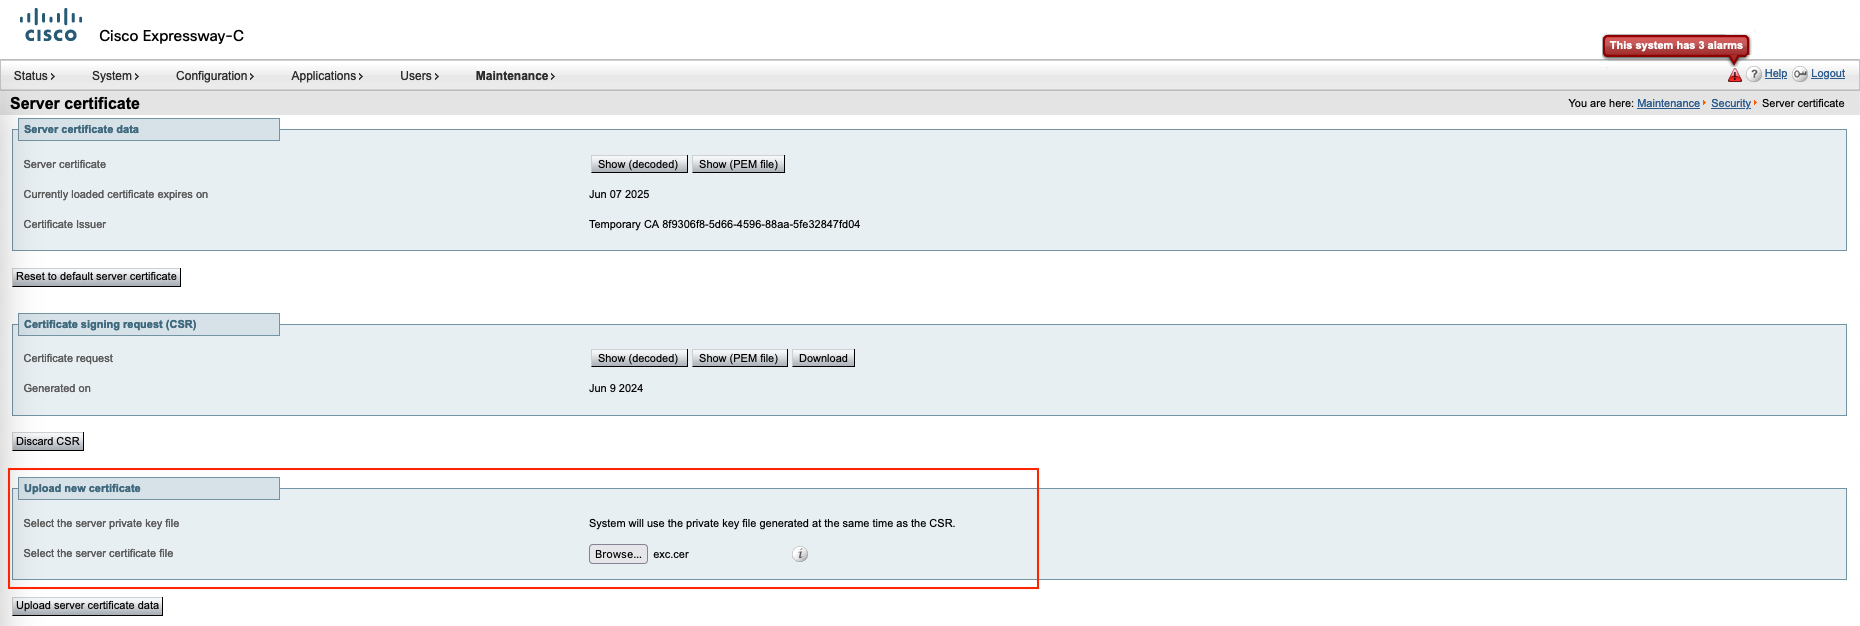 CISCO
Cisco Expressway-C
This system has 3 alarms
Status› System› Configuration› Applications› Users› Maintenance› ? Help Logout
Server certificate You are here: Maintenance Security Server certificate
Server certificate data
Server certificate Show (decoded) Show (PEM file)
Currently loaded certificate expires on Jun 07 2025
Certificate Issuer Temporary CA 8f9306f8-5d66-4596-88aa-5fe32847fd04
Reset to default server certificate
Certificate signing request (CSR)
Certificate request Show (decoded) Show (PEM file) Download
Generated on Jun 9 2024
Discard CSR
Upload new certificate
Select the server private key file System will use the private key file generated at the same time as the CSR.
Select the server certificate file Browse... exc.cer i
Upload server certificate data